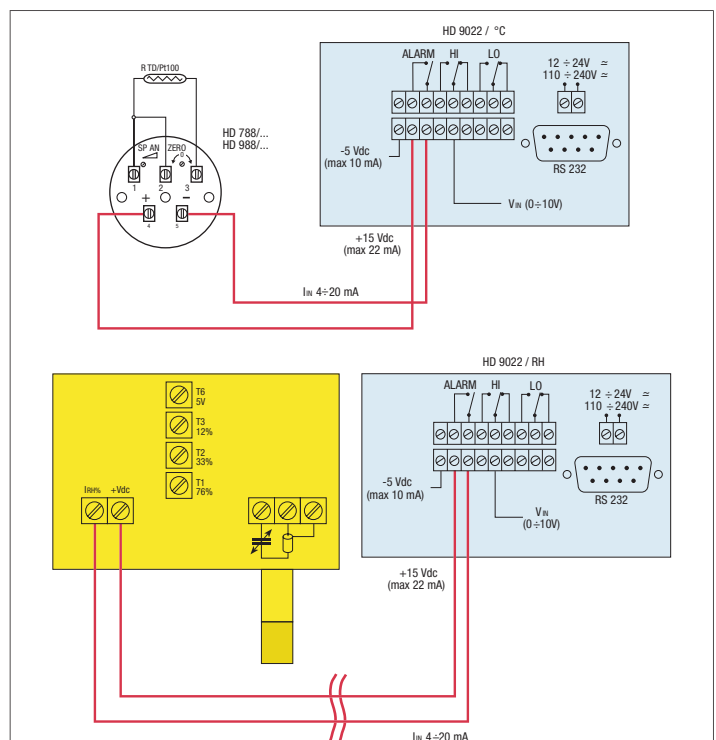 HD 9022 / °C
ALARM HI LO
12 ÷ 24V ≃
110 ÷ 240V ≃
R TD/Pt100
HD 788/...
HD 988/...
SP AN ZERO
0
1 2 3
+ -
4 5
-5 Vdc
(max 10 mA)
RS 232
VIN (0÷10V)
+15 Vdc
(max 22 mA)
IIN 4÷20 mA
HD 9022 / RH
ALARM HI LO
12 ÷ 24V ≃
110 ÷ 240V ≃
T6
5V
T3
12%
T2
33%
T1
76%
IRH% +Vdc
-5 Vdc
(max 10 mA)
RS 232
VIN
(0÷10V)
+15 Vdc
(max 22 mA)
IIN 4÷20 mA